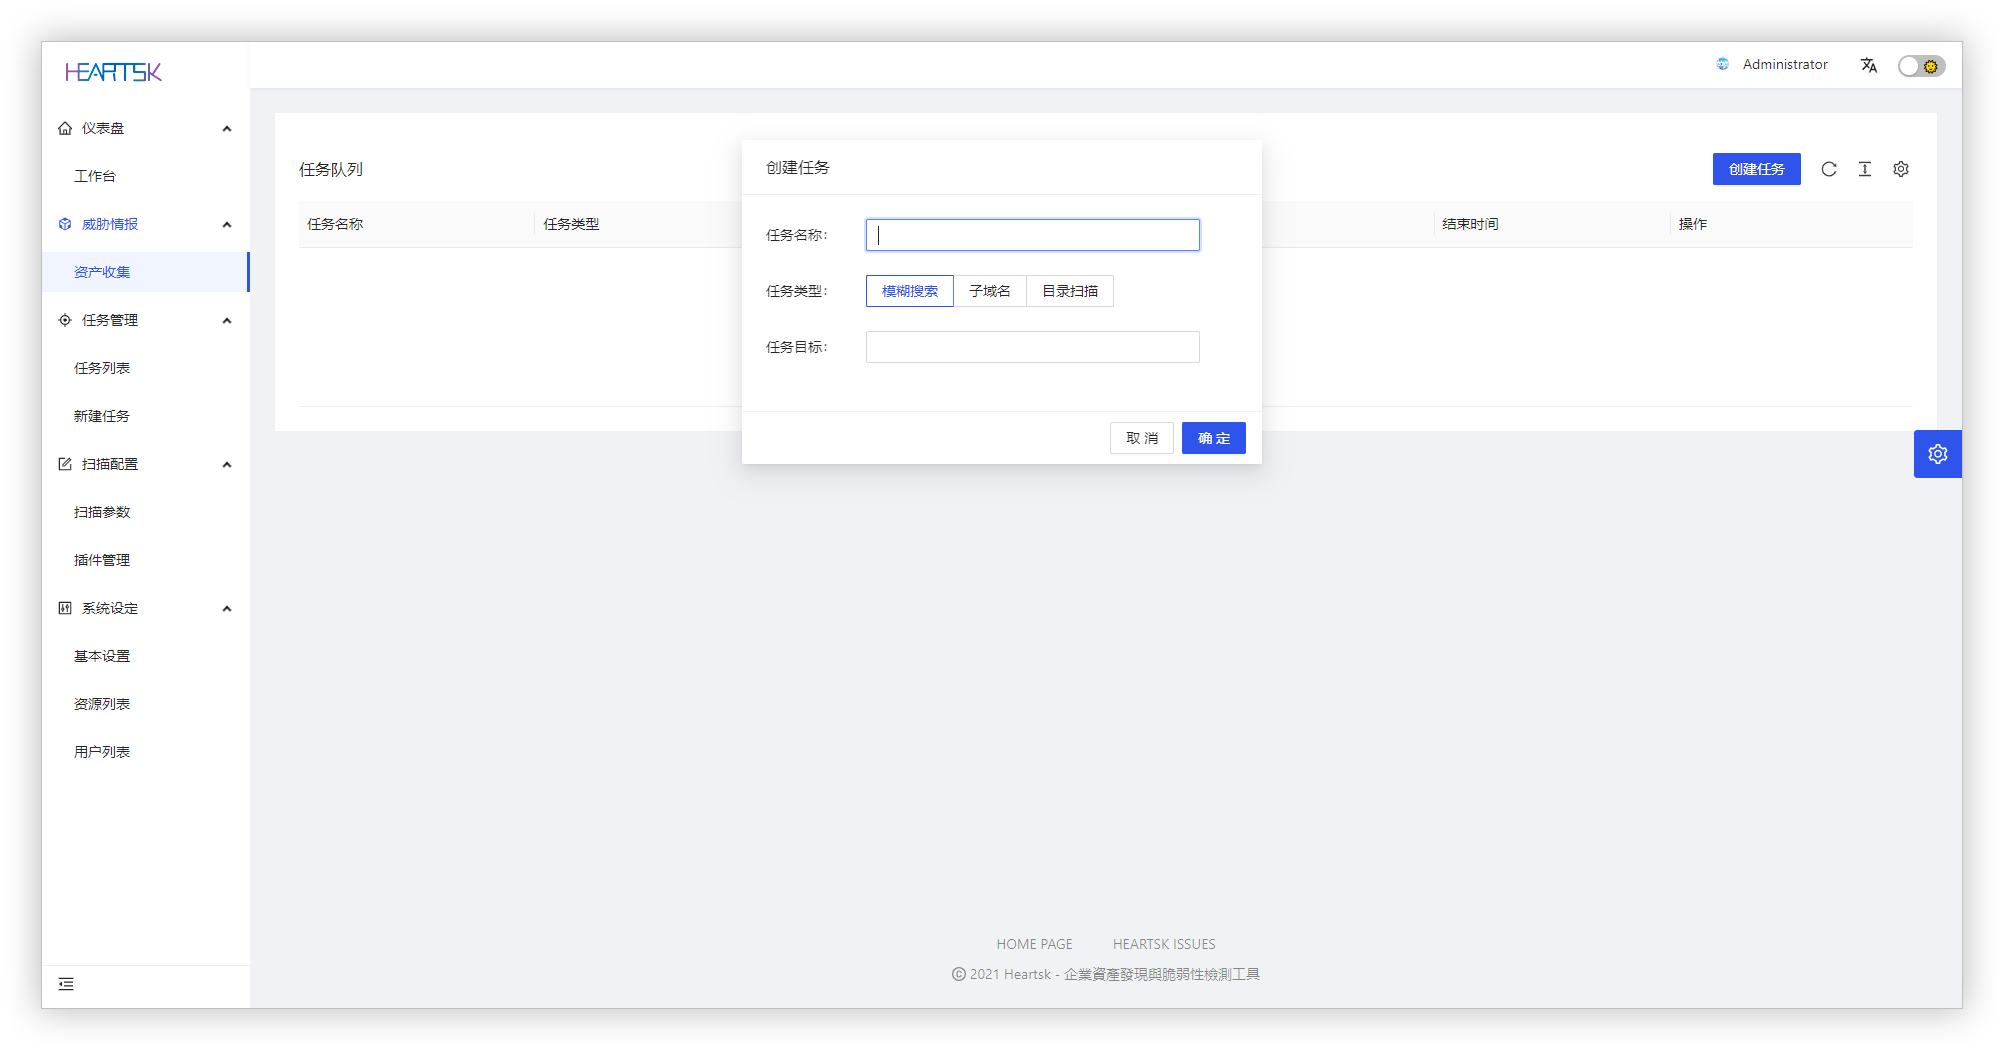 HEARTSK
Administrator
仪表盘
工作台
威胁情报
资产收集
任务管理
任务列表
新建任务
扫描配置
扫描参数
插件管理
系统设定
基本设置
资源列表
用户列表
任务队列
创建任务
任务名称
任务类型
结束时间
操作
创建任务
任务名称：
任务类型：
模糊搜索
子域名
目录扫描
任务目标：
取 消
确 定
HOME PAGE
HEARTSK ISSUES
© 2021 Heartsk - 企業資產發現與脆弱性檢測工具